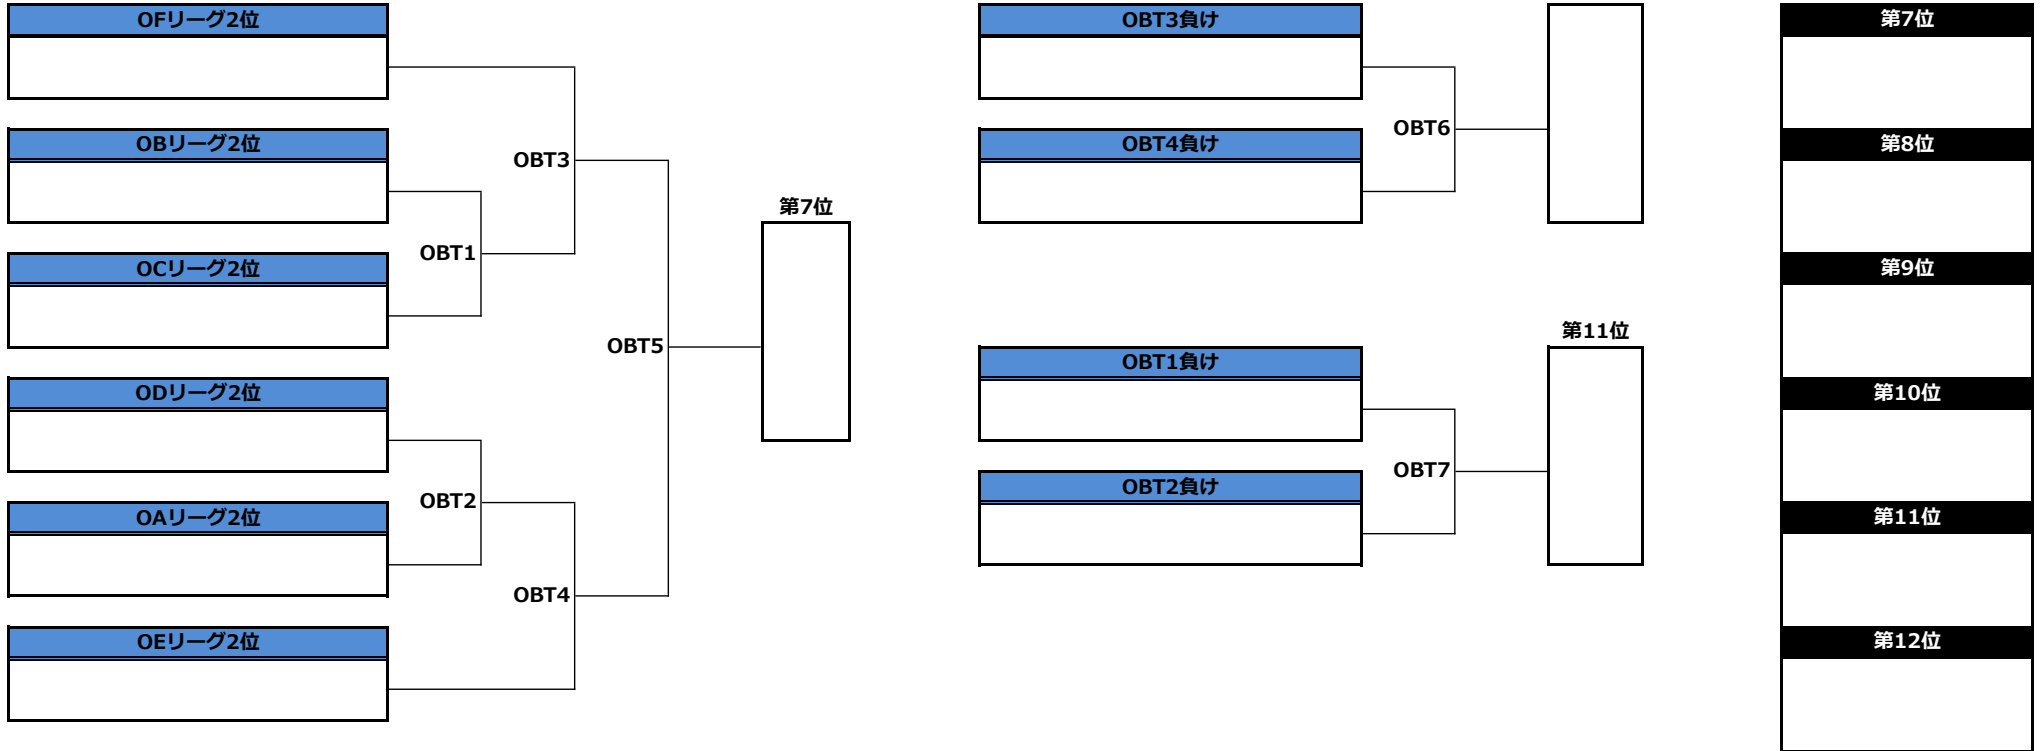 OFリーグ2位
OBリーグ2位
OCリーグ2位
ODリーグ2位
OAリーグ2位
OEリーグ2位
OBT1
OBT2
OBT3
OBT4
OBT5
第7位
OBT3負け
OBT4負け
OBT6
OBT1負け
OBT2負け
OBT7
第11位
第7位
第8位
第9位
第10位
第11位
第12位